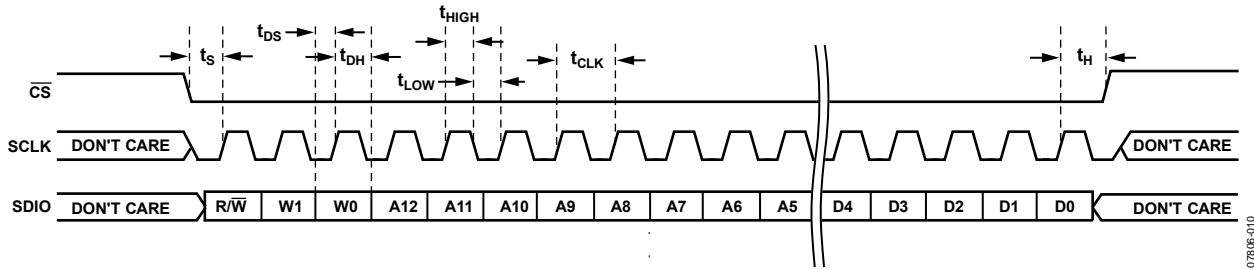 tHIGH
tDS
tS
tDH
tCLK
tH
tLOW
CS
SCLK DON'T CARE DON'T CARE
SDIO DON'T CARE R/W W1 W0 A12 A11 A10 A9 A8 A7 A6 A5 D4 D3 D2 D1 D0 DON'T CARE
07806-010